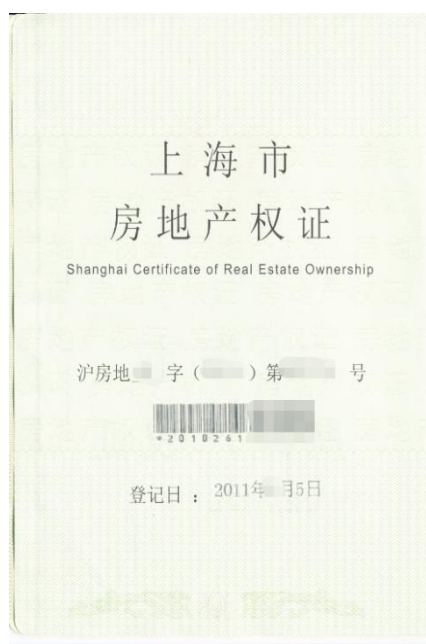 上海市
房地产权证
Shanghai Certificate of Real Estate Ownership
沪房地 字 ( ) 第 号
*2010261
登记日 : 2011年 月5日